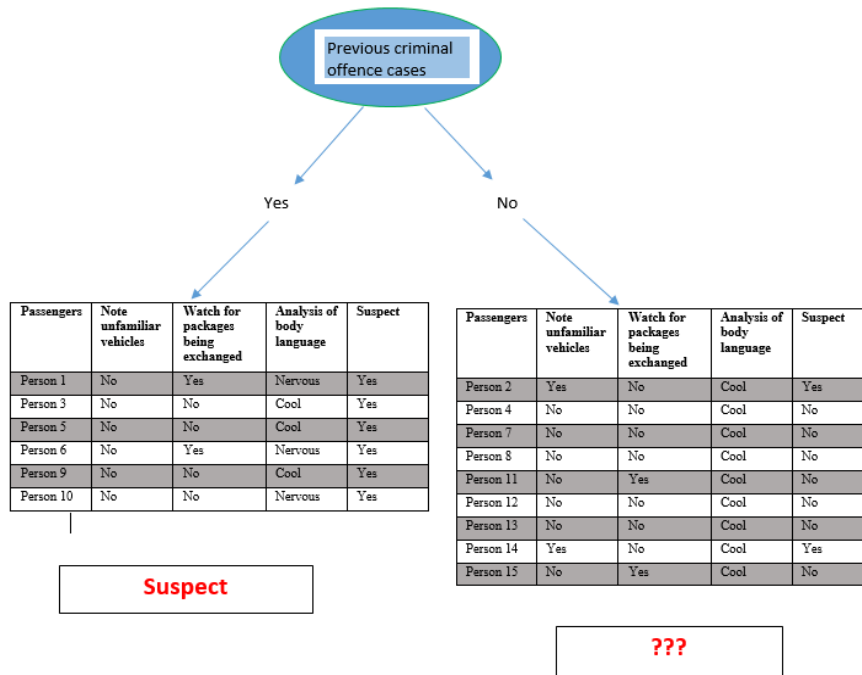 Previous criminal
offence cases
Yes
No
Passengers Note unfamiliar vehicles Watch for packages being exchanged Analysis of body language Suspect
Person 1 No Yes Nervous Yes
Person 3 No No Cool Yes
Person 5 No No Cool Yes
Person 6 No Yes Nervous Yes
Person 9 No No Cool Yes
Person 10 No No Nervous Yes
Suspect
Passengers Note unfamiliar vehicles Watch for packages being exchanged Analysis of body language Suspect
Person 2 Yes No Cool Yes
Person 4 No No Cool No
Person 7 No No Cool No
Person 8 No No Cool No
Person 11 No Yes Cool No
Person 12 No No Cool No
Person 13 No No Cool No
Person 14 Yes No Cool Yes
Person 15 No Yes Cool No
???